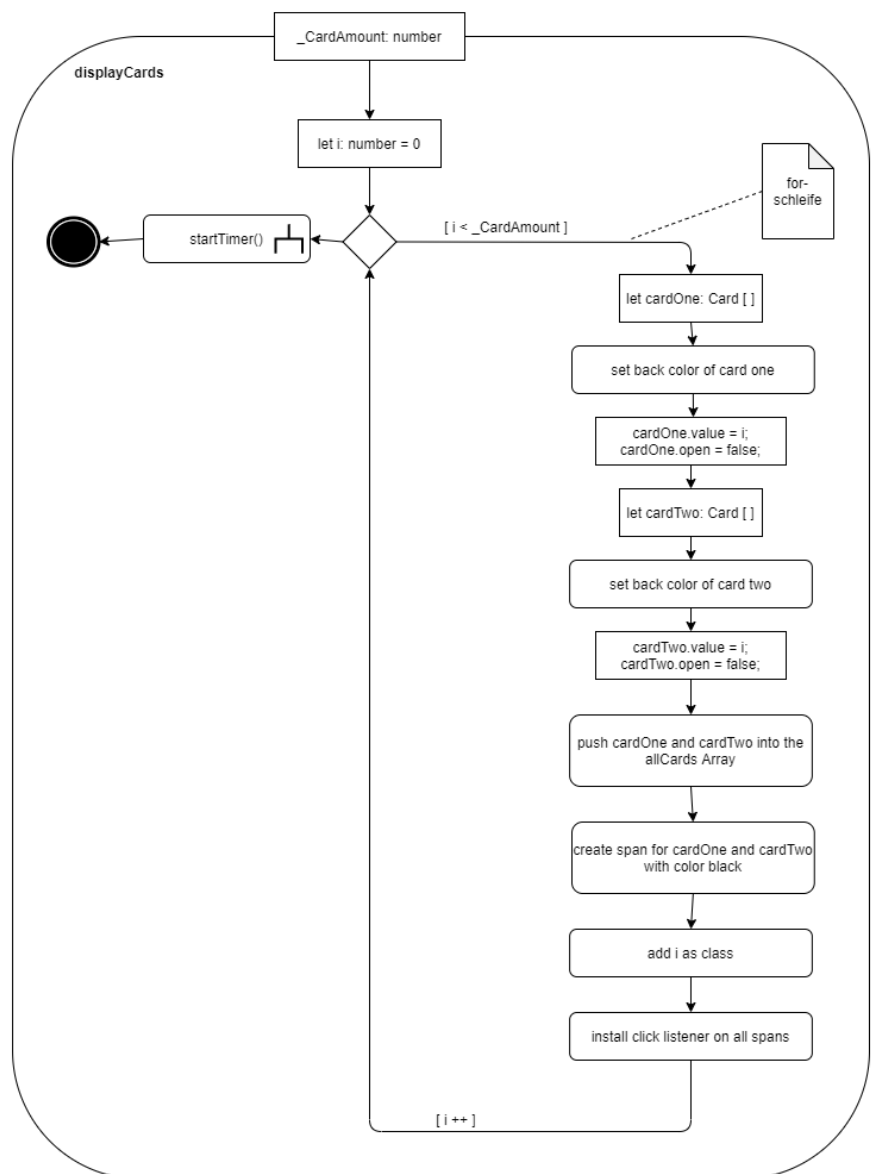 _CardAmount: number
displayCards
let i: number = 0
for-
schleife
startTimer()
[ i < _CardAmount ]
let cardOne: Card [ ]
set back color of card one
cardOne.value = i;
cardOne.open = false;
let cardTwo: Card [ ]
set back color of card two
cardTwo.value = i;
cardTwo.open = false;
push cardOne and cardTwo into the
allCards Array
create span for cardOne and cardTwo
with color black
add i as class
install click listener on all spans
[ i ++ ]